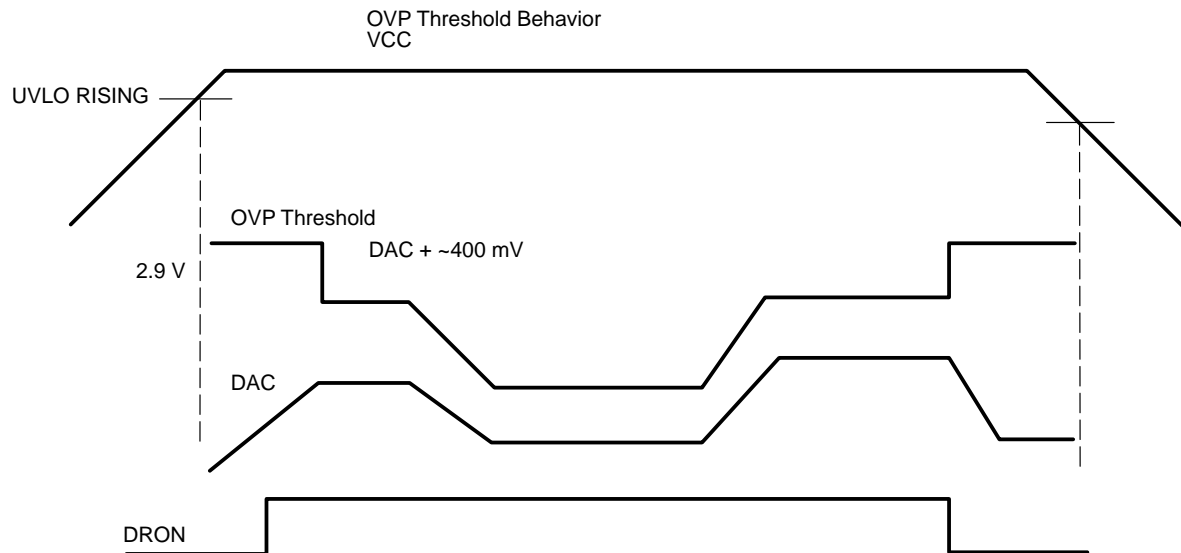 OVP Threshold Behavior
VCC
UVLO RISING
OVP Threshold
DAC + ~400 mV
2.9 V
DAC
DRON